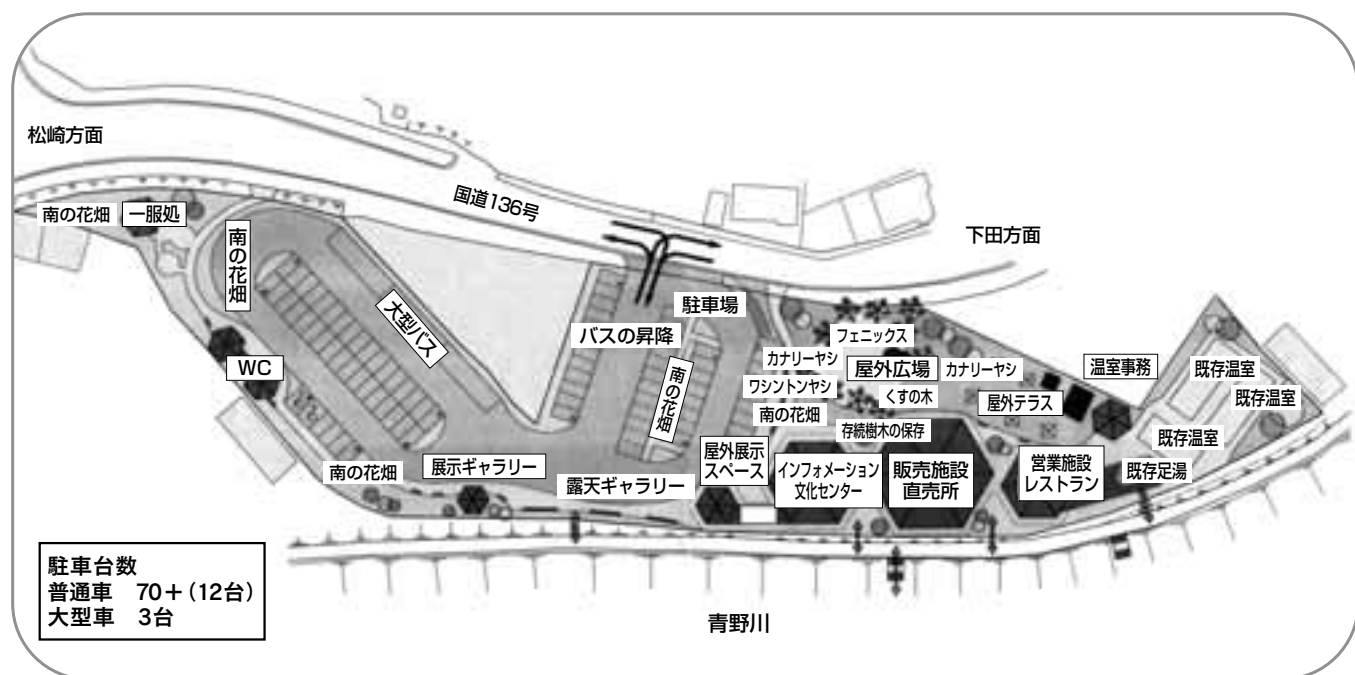 松崎方面
国道136号
下田方面
南の花畑
一服処
南の花畑
大型バス
WC
バスの昇降
駐車場
南の花畑
フェニックス
カナリーヤシ
屋外広場
カナリーヤシ
ワシントンヤシ
くすの木
南の花畑
存続樹木の保存
屋外テラス
温室事務
既存温室
既存温室
既存温室
既存足湯
南の花畑
展示ギャラリー
露天ギャラリー
屋外展示
スペース
インフォメーション
文化センター
販売施設
直売所
営業施設
レストラン
駐車台数
普通車 70+(12台)
大型車 3台
青野川